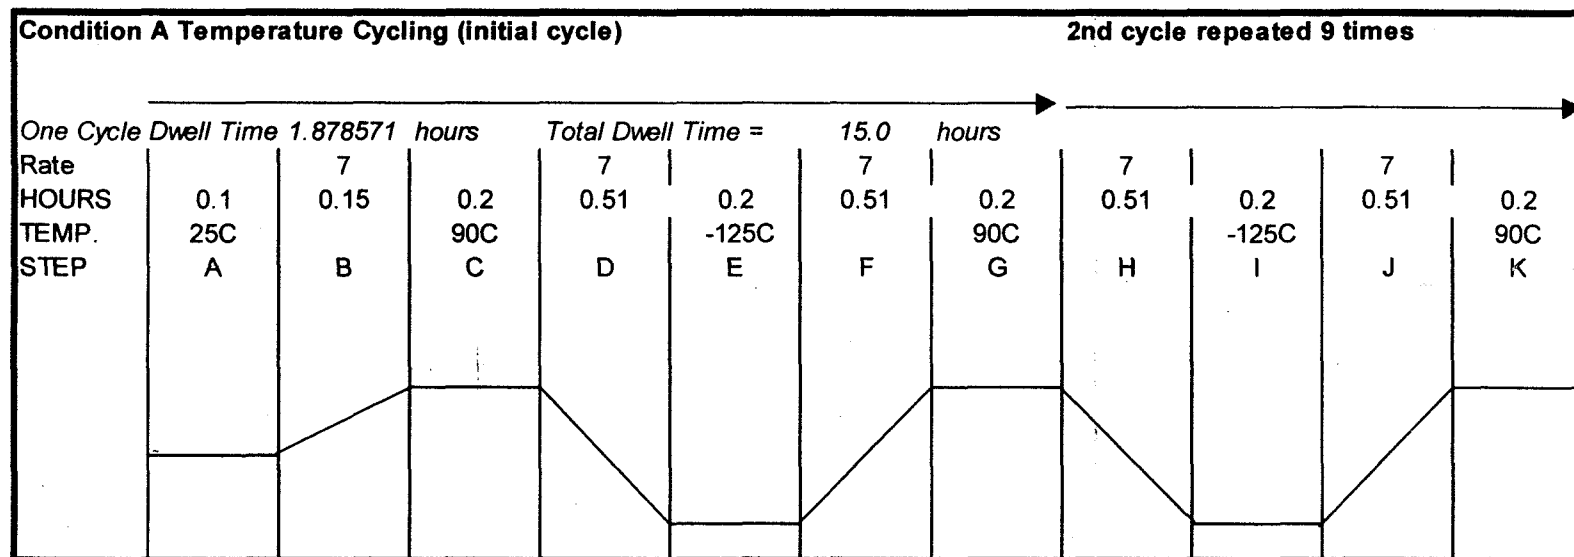 Condition A Temperature Cycling (initial cycle) 2nd cycle repeated 9 times
One Cycle Dwell Time 1.878571 hours Total Dwell Time = 15.0 hours
Rate 7 7 7 7 7
HOURS 0.1 0.15 0.2 0.51 0.2 0.51 0.2 0.51 0.2 0.51 0.2
TEMP. 25C 90C -125C 90C -125C 90C
STEP A B C D E F G H I J K